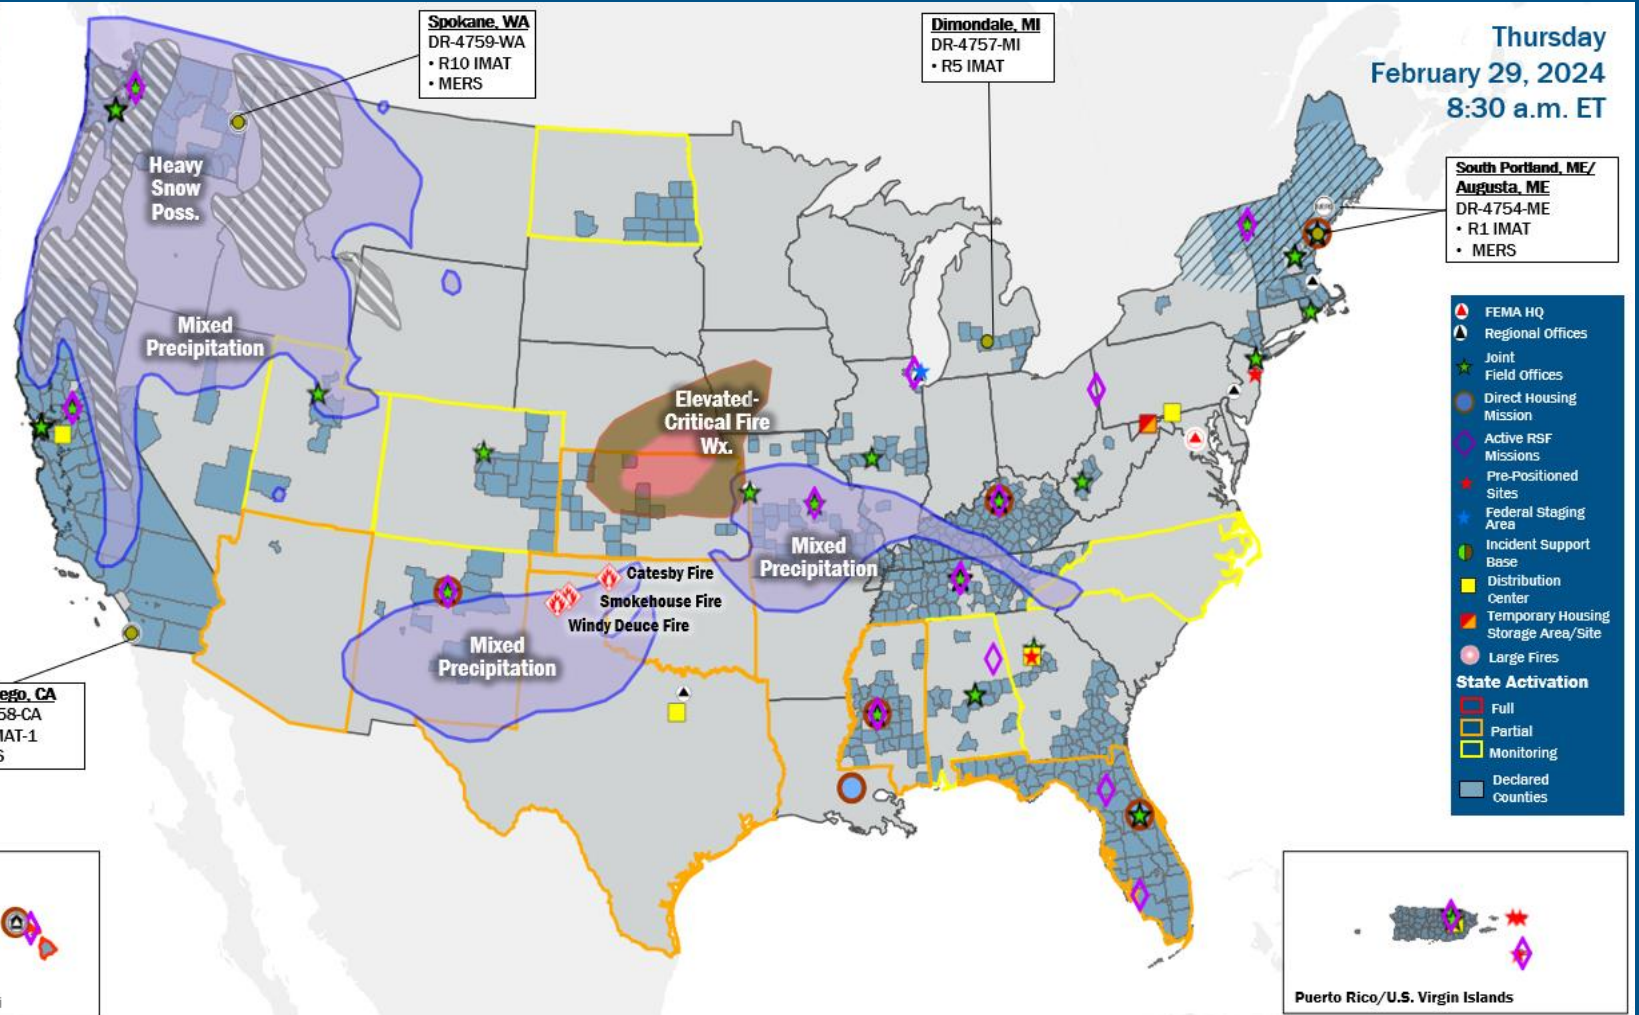 Spokane, WA
DR-4759-WA
• R10 IMAT
• MERS
Dimondale, MI
DR-4757-MI
• R5 IMAT
Thursday
February 29, 2024
8:30 a.m. ET
South Portland, ME/
Augusta, ME
DR-4754-ME
• R1 IMAT
• MERS
Heavy
Snow
Poss.
Mixed
Precipitation
Elevated-
Critical Fire
Wx.
Mixed
Precipitation
Catesby Fire
Smokehouse Fire
Windy Deuce Fire
Mixed
Precipitation
ego, CA
58-CA
MAT-1
S
FEMA HQ
Regional Offices
Joint
Field Offices
Direct Housing
Mission
Active RSF
Missions
Pre-Positioned
Sites
Federal Staging
Area
Incident Support
Base
Distribution
Center
Temporary Housing
Storage Area/Site
Large Fires
State Activation
Full
Partial
Monitoring
Declared
Counties
Puerto Rico/U.S. Virgin Islands